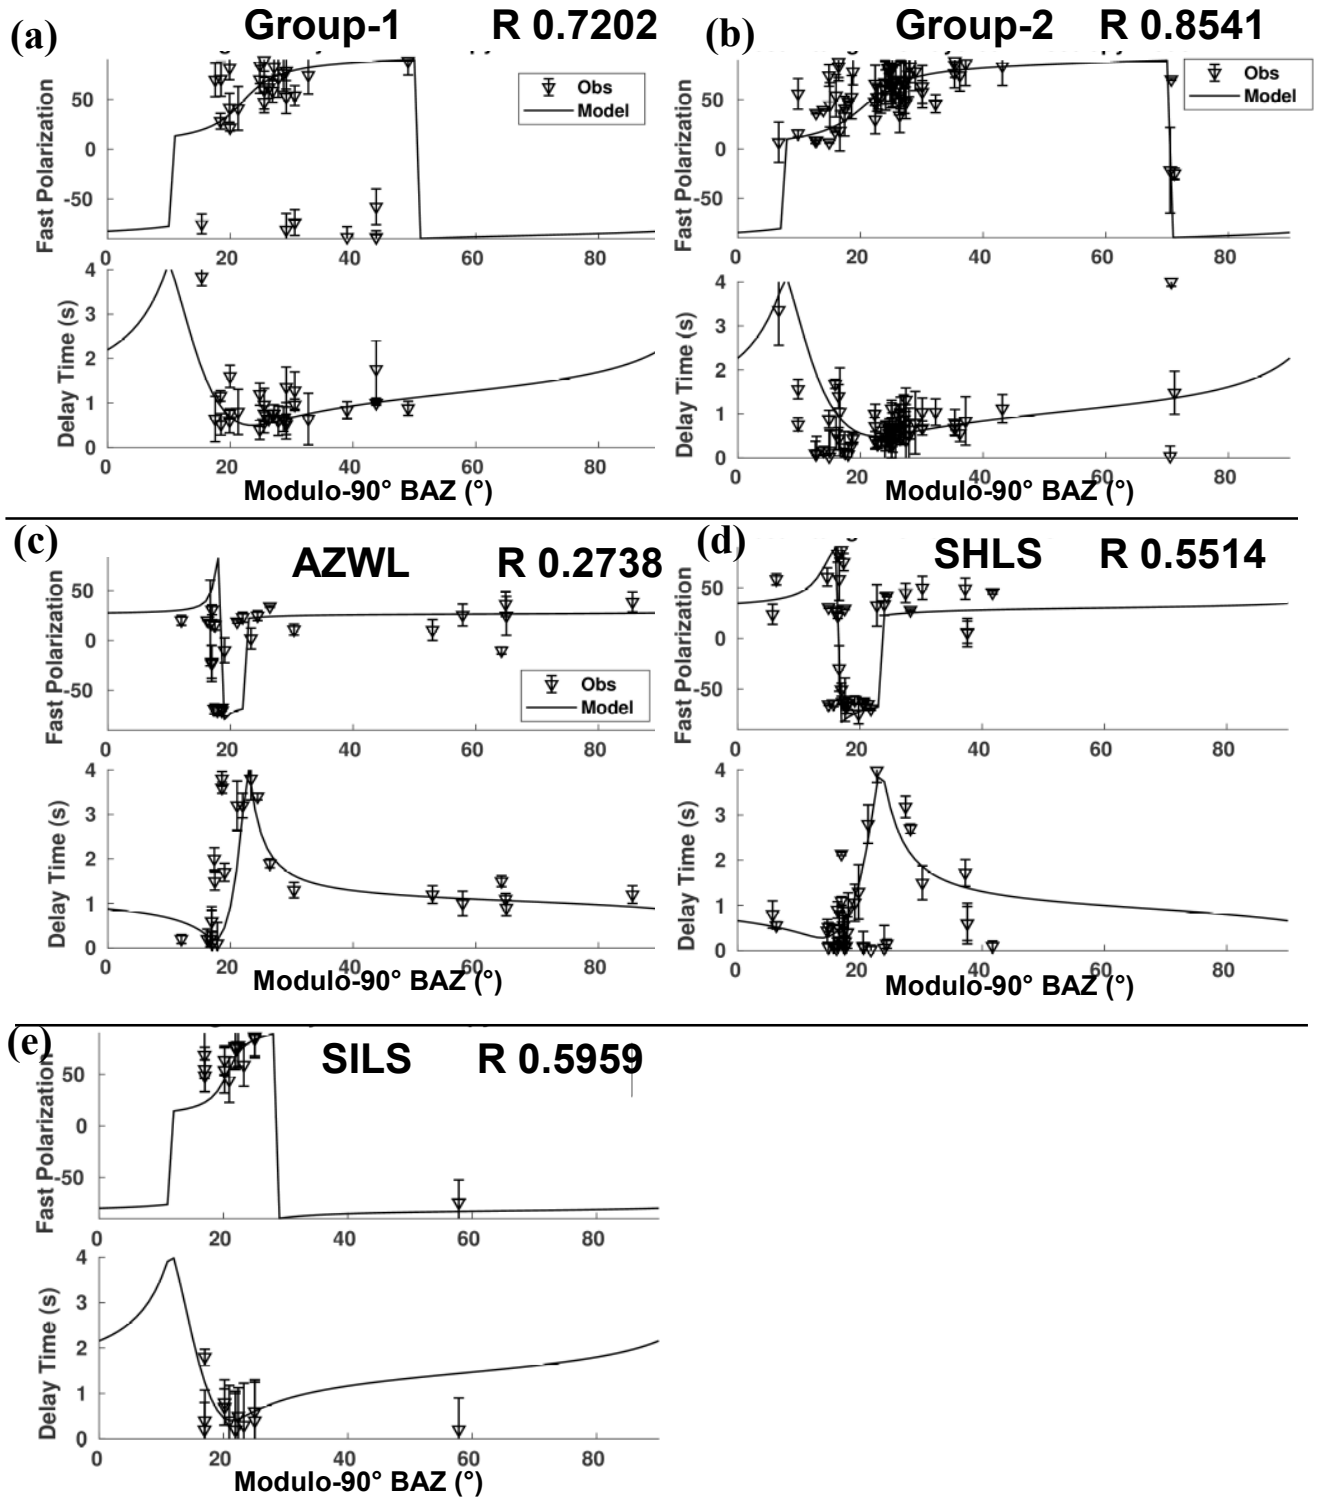 (a) Group-1 R 0.7202
Fast Polarization
50
0
-50
Obs
Model
0 20 40 60 80
Delay Time (s)
4
3
2
1
0
0 20 40 60 80
Modulo-90° BAZ (°)
(b) Group-2 R 0.8541
Fast Polarization
50
0
-50
Obs
Model
0 20 40 60 80
Delay Time (s)
4
3
2
1
0
0 20 40 60 80
Modulo-90° BAZ (°)
(c) AZWL R 0.2738
Fast Polarization
50
0
-50
Obs
Model
0 20 40 60 80
Delay Time (s)
4
3
2
1
0
0 20 40 60 80
Modulo-90° BAZ (°)
(d) SHLS R 0.5514
Fast Polarization
50
0
-50
0 20 40 60 80
Delay Time (s)
4
3
2
1
0
0 20 40 60 80
Modulo-90° BAZ (°)
(e) SILS R 0.5959
Fast Polarization
50
0
-50
0 20 40 60 80
Delay Time (s)
4
3
2
1
0
0 20 40 60 80
Modulo-90° BAZ (°)